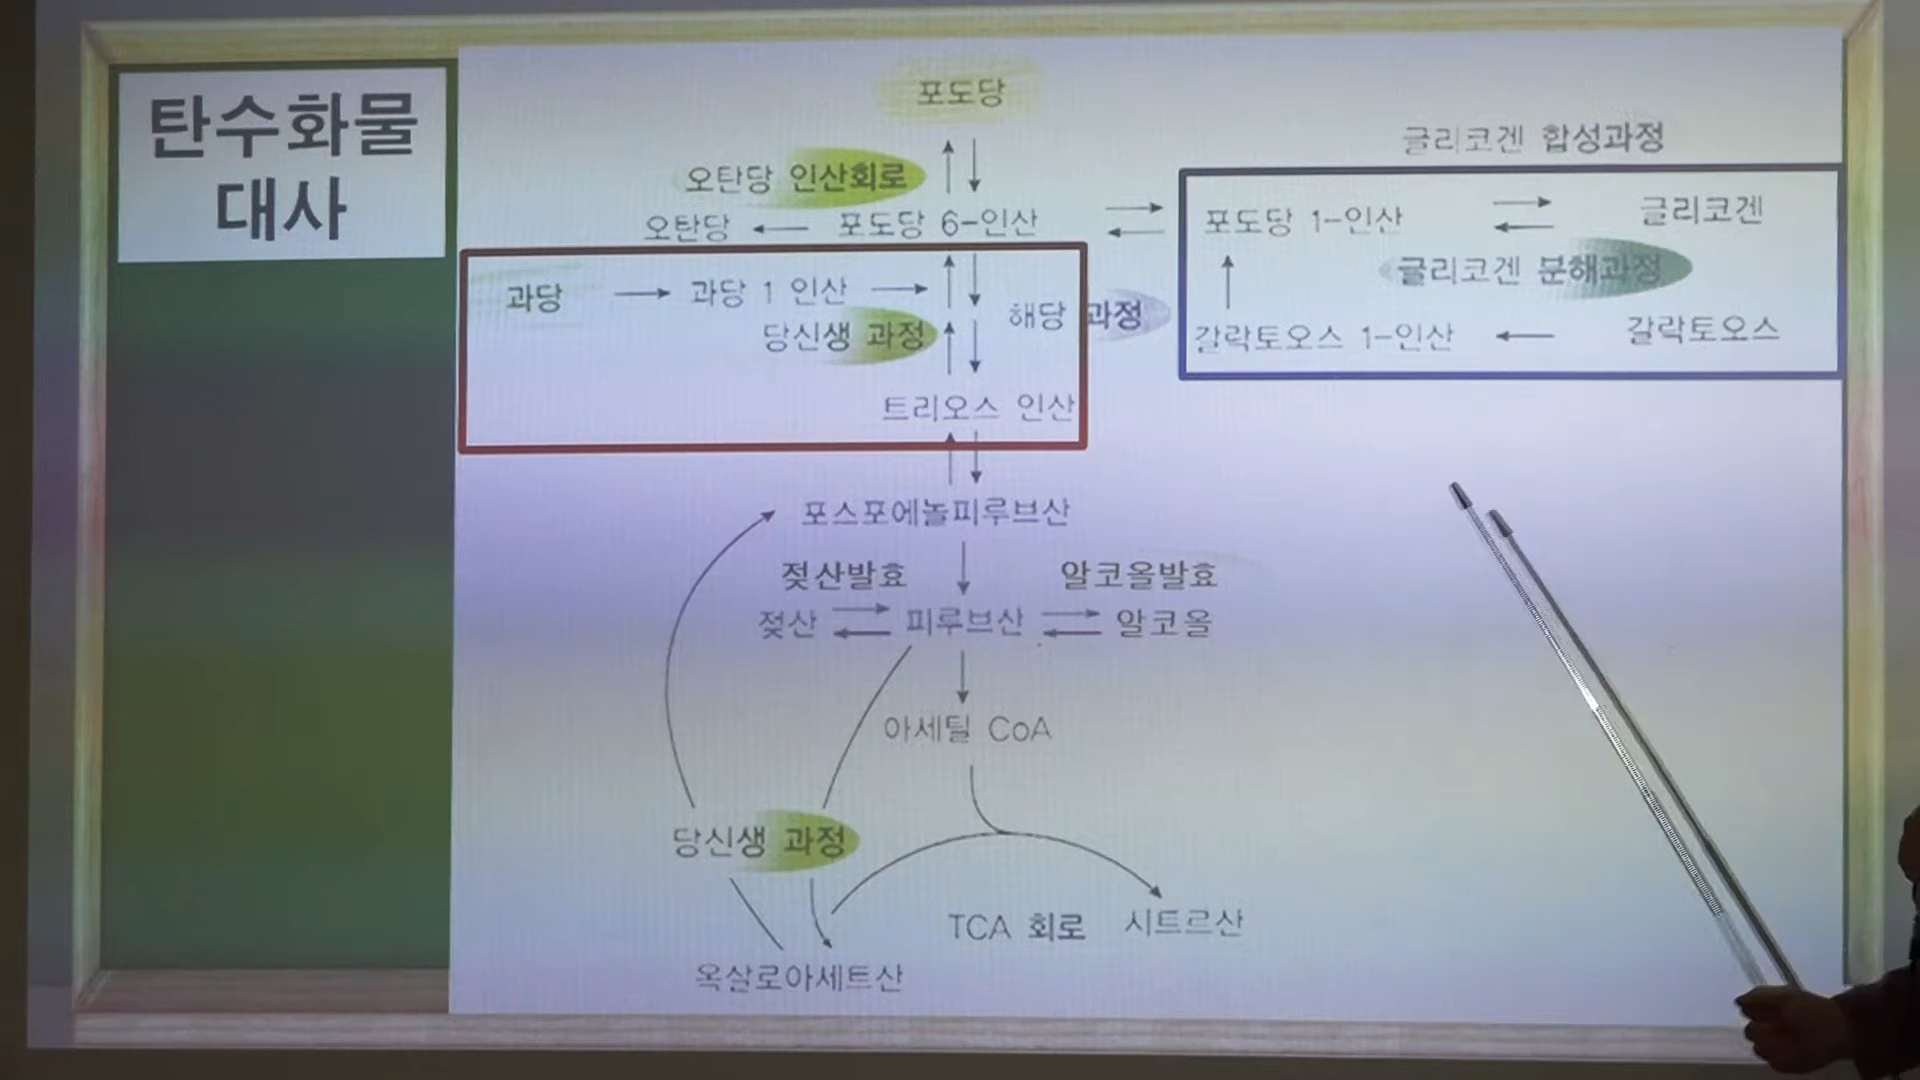 탄수화물
대사
포도당
글리코겐 합성과정
오탄당 인산회로
오탄당 포도당 6-인산
포도당 1-인산 글리코겐
글리코겐 분해과정
과당 과당 1 인산
해당 과정
당신생 과정
갈락토오스 1-인산 갈락토오스
트리오스 인산
포스포에놀피루브산
젖산발효 알코올발효
젖산 피루브산 알코올
아세틸 CoA
당신생 과정
TCA 회로 시트르산
옥살로아세트산